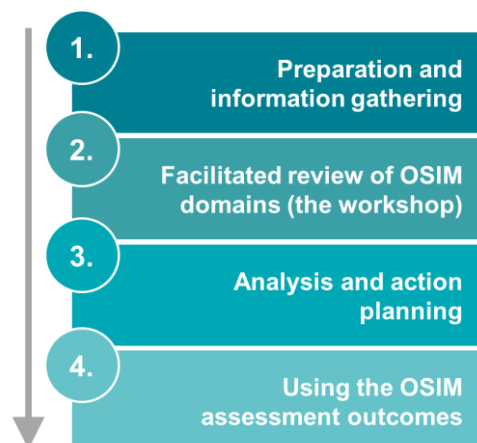 1.
Preparation and
information gathering
2.
Facilitated review of OSIM
domains (the workshop)
3.
Analysis and action
planning
4.
Using the OSIM
assessment outcomes